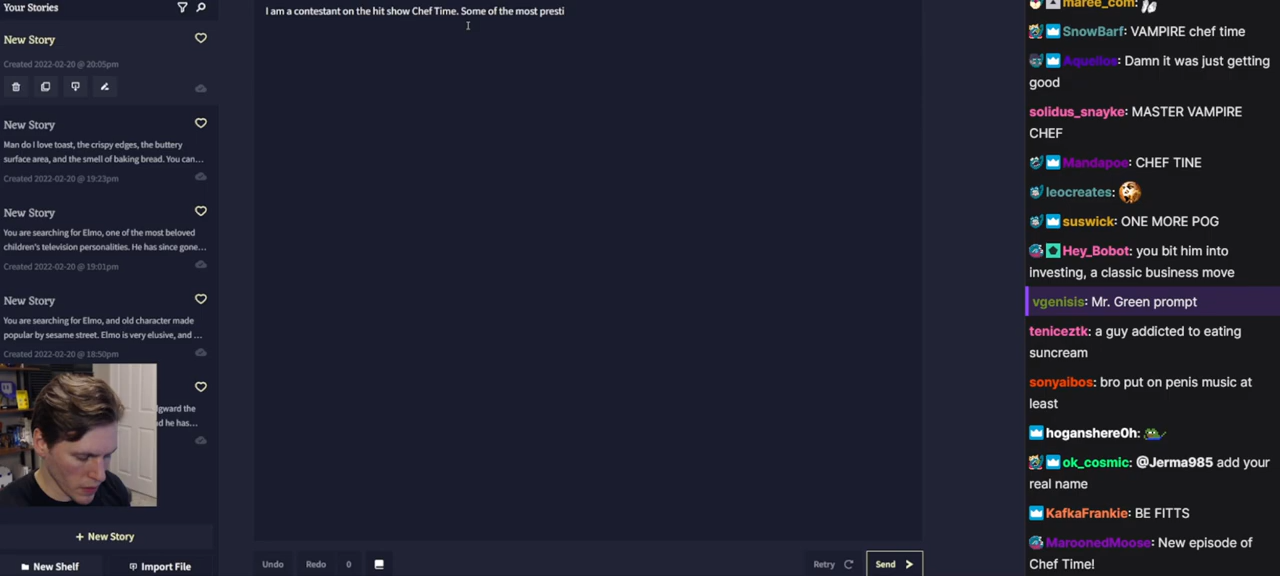 Your Stories
New Story
Created 2022-02-20 @ 20:05pm
New Story
Man do I love toast, the crispy edges, the buttery
surface area, and the smell of baking bread. You can...
Created 2022-02-20 @ 19:23pm
New Story
You are searching for Elmo, one of the most beloved
children's television personalities. He has since gone...
Created 2022-02-20 @ 19:01pm
New Story
You are searching for Elmo, and old character made
popular by sesame street. Elmo is very elusive, and ...
Created 2022-02-20 @ 18:50pm
dgward the
d he has...
+ New Story
New Shelf
Import File
I am a contestant on the hit show Chef Time. Some of the most presti
Undo
Redo
0
Retry
Send
maree_com:
SnowBarf: VAMPIRE chef time
Aquellos: Damn it was just getting
good
solidus_snayke: MASTER VAMPIRE
CHEF
Mandapoe: CHEF TINE
leocreates:
suswick: ONE MORE POG
Hey_Bobot: you bit him into
investing, a classic business move
vgenisis: Mr. Green prompt
teniceztk: a guy addicted to eating
suncream
sonyaibos: bro put on penis music at
least
hoganshere0h:
ok_cosmic: @Jerma985 add your
real name
KafkaFrankie: BE FITTS
MaroonedMoose: New episode of
Chef Time!